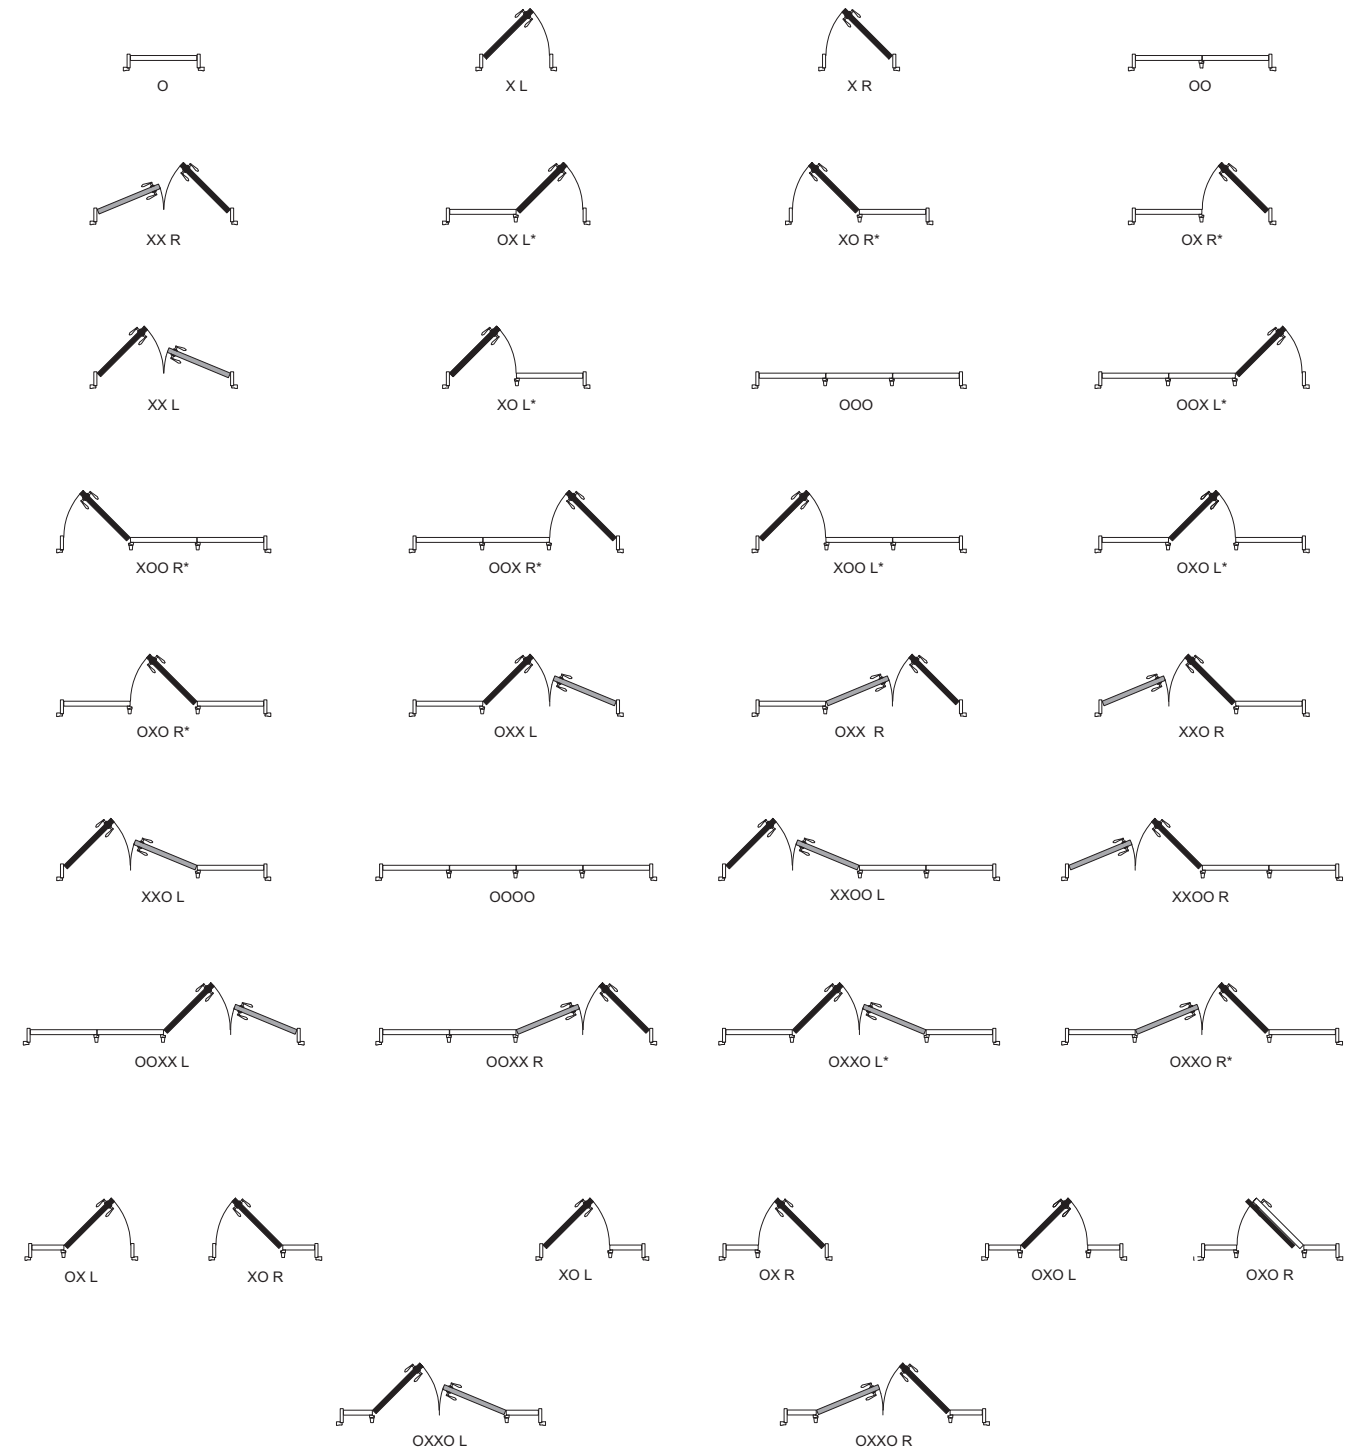 O
X L
X R
OO
XX R
OX L*
XO R*
OX R*
XX L
XO L*
OOO
OOX L*
XOO R*
OOX R*
XOO L*
OXO L*
OXO R*
OXX L
OXX R
XXO R
XXO L
OOOO
XXOO L
XXOO R
OOXX L
OOXX R
OXXO L*
OXXO R*
OX L
XO R
XO L
OX R
OXO L
OXO R
OXXO L
OXXO R